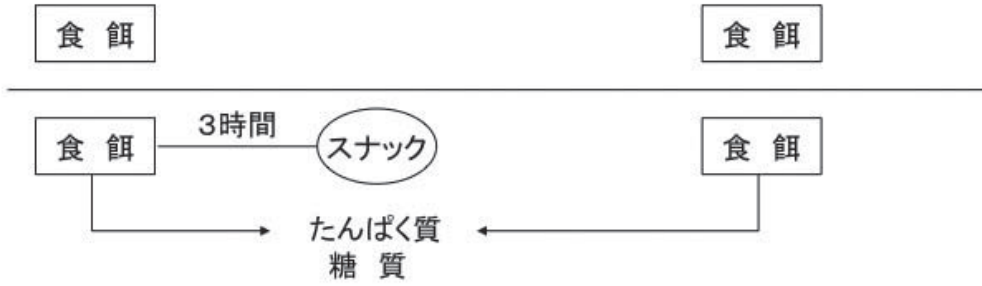 食 餌
食 餌
食 餌
3時間
スナック
食 餌
たんぱく質
糖 質